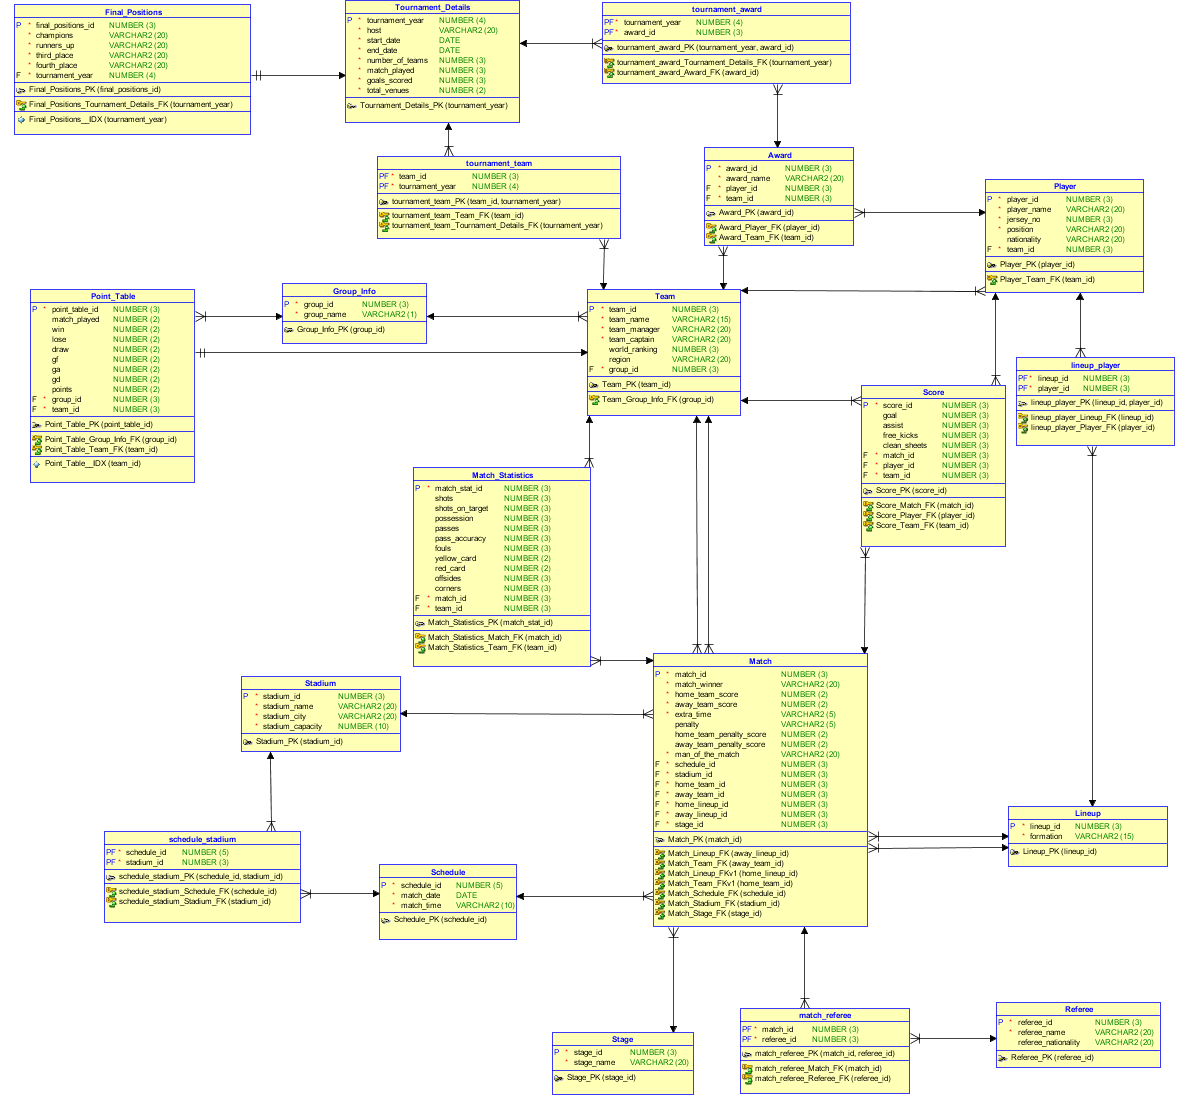 Final_Positions
P * final_positions_id NUMBER (3)
* champions VARCHAR2 (20)
* runners_up VARCHAR2 (20)
* third_place VARCHAR2 (20)
* fourth_place VARCHAR2 (20)
F * tournament_year NUMBER (4)
Final_Positions_PK (final_positions_id)
Final_Positions_Tournament_Details_FK (tournament_year)
Final_Positions__IDX (tournament_year)
Tournament_Details
P * tournament_year NUMBER (4)
* host VARCHAR2 (20)
* start_date DATE
* end_date DATE
* number_of_teams NUMBER (3)
* match_played NUMBER (3)
* goals_scored NUMBER (3)
* total_venues NUMBER (2)
Tournament_Details_PK (tournament_year)
tournament_award
PF * tournament_year NUMBER (4)
PF * award_id NUMBER (3)
tournament_award_PK (tournament_year, award_id)
tournament_award_Tournament_Details_FK (tournament_year)
tournament_award_Award_FK (award_id)
tournament_team
PF * team_id NUMBER (3)
PF * tournament_year NUMBER (4)
tournament_team_PK (team_id, tournament_year)
tournament_team_Team_FK (team_id)
tournament_team_Tournament_Details_FK (tournament_year)
Award
P * award_id NUMBER (3)
* award_name VARCHAR2 (20)
F * player_id NUMBER (3)
F * team_id NUMBER (3)
Award_PK (award_id)
Award_Player_FK (player_id)
Award_Team_FK (team_id)
Player
P * player_id NUMBER (3)
* player_name VARCHAR2 (20)
* jersey_no NUMBER (3)
* position VARCHAR2 (20)
nationality VARCHAR2 (20)
F * team_id NUMBER (3)
Player_PK (player_id)
Player_Team_FK (team_id)
Point_Table
P * point_table_id NUMBER (3)
match_played NUMBER (2)
win NUMBER (2)
lose NUMBER (2)
draw NUMBER (2)
gf NUMBER (2)
ga NUMBER (2)
gd NUMBER (2)
points NUMBER (2)
F * group_id NUMBER (3)
F * team_id NUMBER (3)
Point_Table_PK (point_table_id)
Point_Table_Group_Info_FK (group_id)
Point_Table_Team_FK (team_id)
Point_Table__IDX (team_id)
Group_Info
P * group_id NUMBER (3)
* group_name VARCHAR2 (1)
Group_Info_PK (group_id)
Team
P * team_id NUMBER (3)
* team_name VARCHAR2 (15)
* team_manager VARCHAR2 (20)
* team_captain VARCHAR2 (20)
world_ranking NUMBER (3)
region VARCHAR2 (20)
F * group_id NUMBER (3)
Team_PK (team_id)
Team_Group_Info_FK (group_id)
lineup_player
PF * lineup_id NUMBER (3)
PF * player_id NUMBER (3)
lineup_player_PK (lineup_id, player_id)
lineup_player_Lineup_FK (lineup_id)
lineup_player_Player_FK (player_id)
Score
P * score_id NUMBER (3)
goal NUMBER (3)
assist NUMBER (3)
free_kicks NUMBER (3)
clean_sheets NUMBER (3)
F * match_id NUMBER (3)
F * player_id NUMBER (3)
F * team_id NUMBER (3)
Score_PK (score_id)
Score_Match_FK (match_id)
Score_Player_FK (player_id)
Score_Team_FK (team_id)
Match_Statistics
P * match_stat_id NUMBER (3)
shots NUMBER (3)
shots_on_target NUMBER (3)
possession NUMBER (3)
passes NUMBER (3)
pass_accuracy NUMBER (3)
fouls NUMBER (3)
yellow_card NUMBER (2)
red_card NUMBER (2)
offsides NUMBER (3)
corners NUMBER (3)
F * match_id NUMBER (3)
F * team_id NUMBER (3)
Match_Statistics_PK (match_stat_id)
Match_Statistics_Match_FK (match_id)
Match_Statistics_Team_FK (team_id)
Match
P * match_id NUMBER (3)
* match_winner VARCHAR2 (20)
* home_team_score NUMBER (2)
* away_team_score NUMBER (2)
* extra_time VARCHAR2 (5)
penalty VARCHAR2 (5)
home_team_penalty_score NUMBER (2)
away_team_penalty_score NUMBER (2)
* man_of_the_match VARCHAR2 (20)
F * schedule_id NUMBER (3)
F * stadium_id NUMBER (3)
F * home_team_id NUMBER (3)
F * away_team_id NUMBER (3)
F * home_lineup_id NUMBER (3)
F * away_lineup_id NUMBER (3)
F * stage_id NUMBER (3)
Match_PK (match_id)
Match_Lineup_FK (away_lineup_id)
Match_Team_FK (away_team_id)
Match_Lineup_FKv1 (home_lineup_id)
Match_Team_FKv1 (home_team_id)
Match_Schedule_FK (schedule_id)
Match_Stadium_FK (stadium_id)
Match_Stage_FK (stage_id)
Stadium
P * stadium_id NUMBER (3)
* stadium_name VARCHAR2 (20)
* stadium_city VARCHAR2 (20)
* stadium_capacity NUMBER (10)
Stadium_PK (stadium_id)
schedule_stadium
PF * schedule_id NUMBER (5)
PF * stadium_id NUMBER (3)
schedule_stadium_PK (schedule_id, stadium_id)
schedule_stadium_Schedule_FK (schedule_id)
schedule_stadium_Stadium_FK (stadium_id)
Schedule
P * schedule_id NUMBER (5)
* match_date DATE
* match_time VARCHAR2 (10)
Schedule_PK (schedule_id)
Lineup
P * lineup_id NUMBER (3)
* formation VARCHAR2 (15)
Lineup_PK (lineup_id)
Stage
P * stage_id NUMBER (3)
* stage_name VARCHAR2 (20)
Stage_PK (stage_id)
match_referee
PF * match_id NUMBER (3)
PF * referee_id NUMBER (3)
match_referee_PK (match_id, referee_id)
match_referee_Match_FK (match_id)
match_referee_Referee_FK (referee_id)
Referee
P * referee_id NUMBER (3)
* referee_name VARCHAR2 (20)
referee_nationality VARCHAR2 (20)
Referee_PK (referee_id)